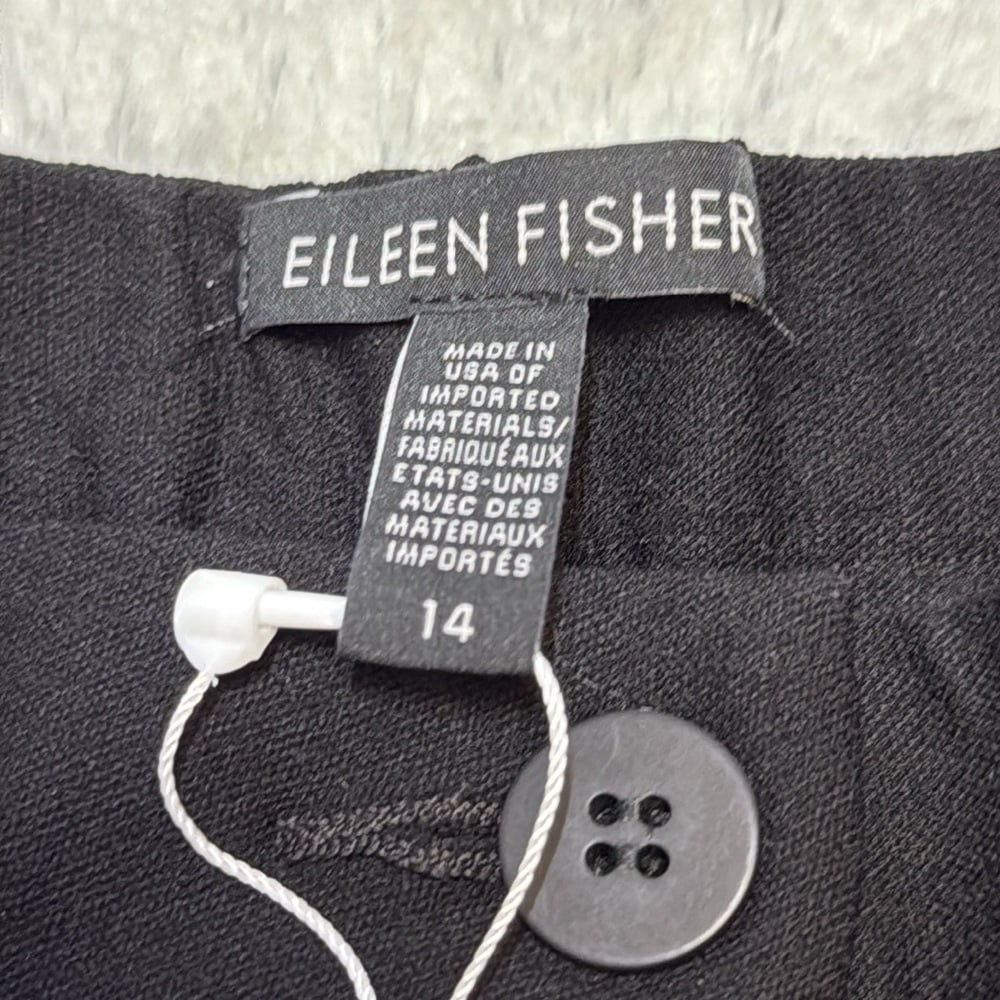 EILEEN FISHER
MADE IN
USA OF
IMPORTED
MATERIALS/
FABRIQUÉ AUX
ETATS-UNIS
AVEC DES
MATERIAUX
IMPORTÉS
14